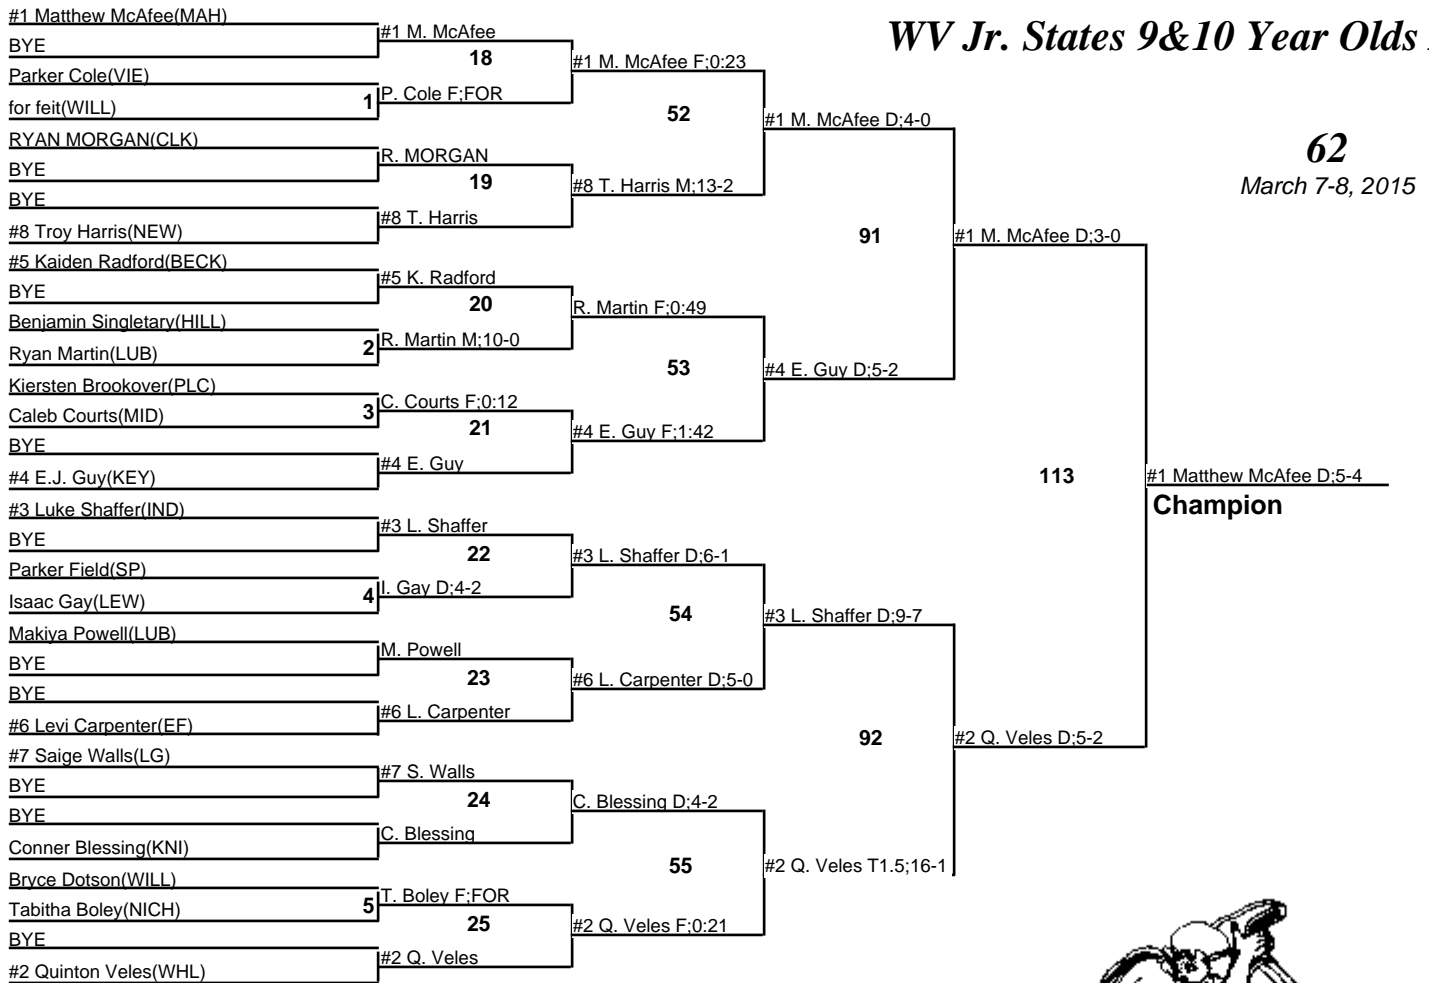 WV Jr. States 9&10 Year Olds
62
March 7-8, 2015
#1 Matthew McAfee(MAH)
BYE
Parker Cole(VIE)
for feit(WILL)
RYAN MORGAN(CLK)
BYE
BYE
#8 Troy Harris(NEW)
#5 Kaiden Radford(BECK)
BYE
Benjamin Singletary(HILL)
Ryan Martin(LUB)
Kiersten Brookover(PLC)
Caleb Courts(MID)
BYE
#4 E.J. Guy(KEY)
#3 Luke Shaffer(IND)
BYE
Parker Field(SP)
Isaac Gay(LEW)
Makiya Powell(LUB)
BYE
BYE
#6 Levi Carpenter(EF)
#7 Saige Walls(LG)
BYE
BYE
Conner Blessing(KNI)
Bryce Dotson(WILL)
Tabitha Boley(NICH)
BYE
#2 Quinton Veles(WHL)
#1 M. McAfee
18
1 P. Cole F;FOR
R. MORGAN
19
#8 T. Harris
#5 K. Radford
20
2 R. Martin M;10-0
3 C. Courts F;0:12
21
#4 E. Guy
#3 L. Shaffer
22
4 I. Gay D;4-2
M. Powell
23
#6 L. Carpenter
#7 S. Walls
24
C. Blessing
5 T. Boley F;FOR
25
#2 Q. Veles
#1 M. McAfee F;0:23
52
#8 T. Harris M;13-2
R. Martin F;0:49
53
#4 E. Guy F;1:42
#3 L. Shaffer D;6-1
54
#6 L. Carpenter D;5-0
C. Blessing D;4-2
55
#2 Q. Veles F;0:21
#1 M. McAfee D;4-0
91
#4 E. Guy D;5-2
#3 L. Shaffer D;9-7
92
#2 Q. Veles T1.5;16-1
#1 M. McAfee D;3-0
113
#2 Q. Veles D;5-2
#1 Matthew McAfee D;5-4
Champion